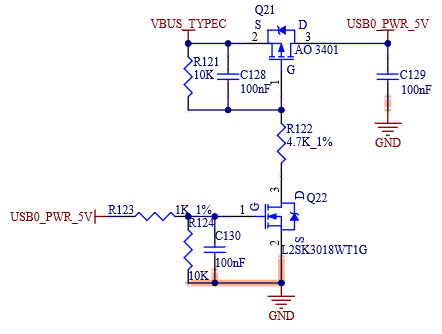 Q21
VBUS_TYPEC
S
D
USB0_PWR_5V
2
3
AO 3401
R121
10K
C128
100nF
G
1
C129
100nF
GND
R122
4.7K_1%
3
Q22
D
USB0_PWR_5V
R123
1K_1%
1
G
R124
C130
100nF
10K
2
S
L2SK3018WT1G
GND